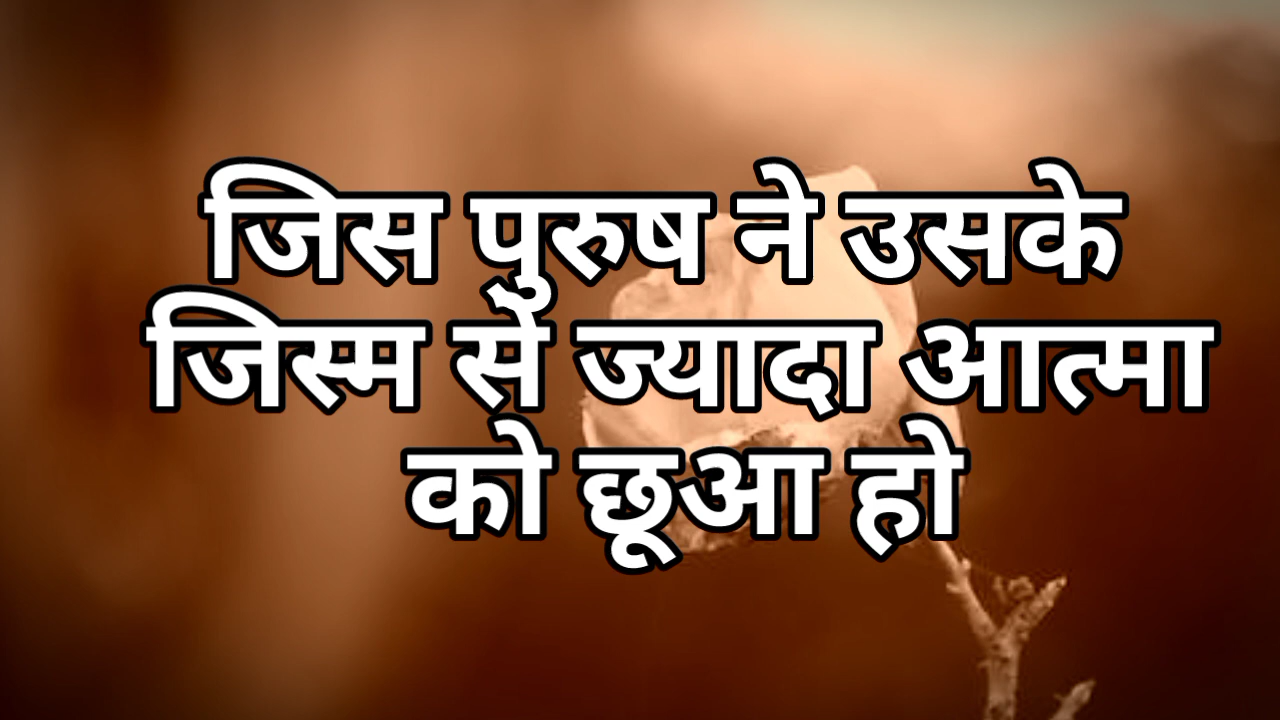 जिस पुरुष ने उसके
जिस्म से ज्यादा आत्मा
को छूआ हो